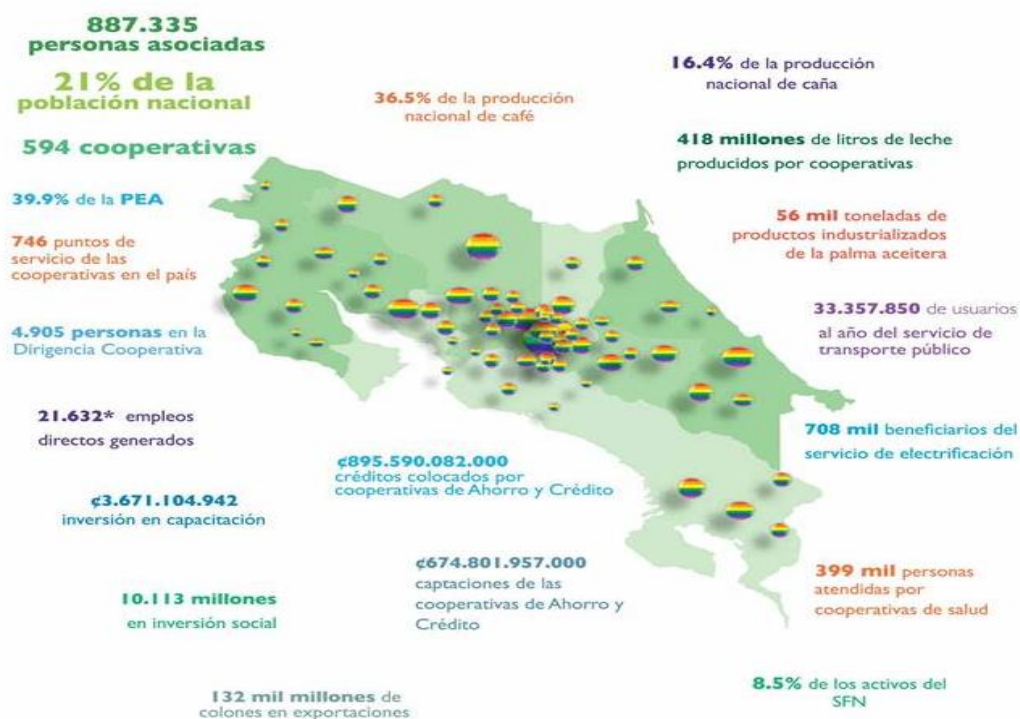 887.335
personas asociadas
21% de la
población nacional
594 cooperativas
39.9% de la PEA
746 puntos de
servicio de las
cooperativas en el país
4.905 personas en la
Dirigencia Cooperativa
21.632* empleos
directos generados
¢3.671.104.942
inversión en capacitación
10.113 millones
en inversión social
132 mil millones de
colones en exportaciones
36.5% de la producción
nacional de café
¢895.590.082.000
créditos colocados por
cooperativas de Ahorro y Crédito
¢674.801.957.000
captaciones de las
cooperativas de Ahorro y
Crédito
16.4% de la producción
nacional de caña
418 millones de litros de leche
producidos por cooperativas
56 mil toneladas de
productos industrializados
de la palma aceitera
33.357.850 de usuarios
al año del servicio de
transporte público
708 mil beneficiarios del
servicio de electrificación
399 mil personas
atendidas por
cooperativas de salud
8.5% de los activos del
SFN